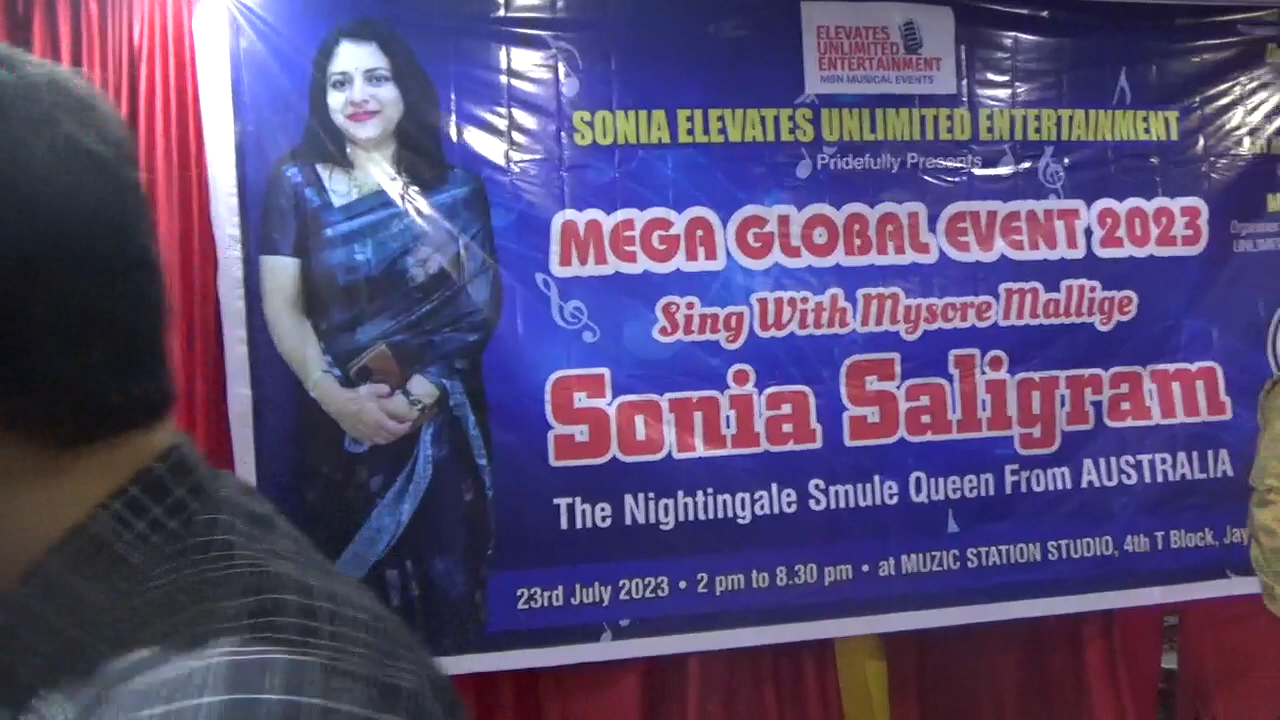 ELEVATES
UNLIMITED
ENTERTAINMENT
MSN MUSICAL EVENTS
SONIA ELEVATES UNLIMITED ENTERTAINMENT
Pridefully Presents
MEGA GLOBAL EVENT 2023
Sing With Mysore Mallige
Sonia Saligram
The Nightingale Smule Queen From AUSTRALIA
23rd July 2023 • 2 pm to 8.30 pm • at MUZIC STATION STUDIO, 4th T Block, Jay